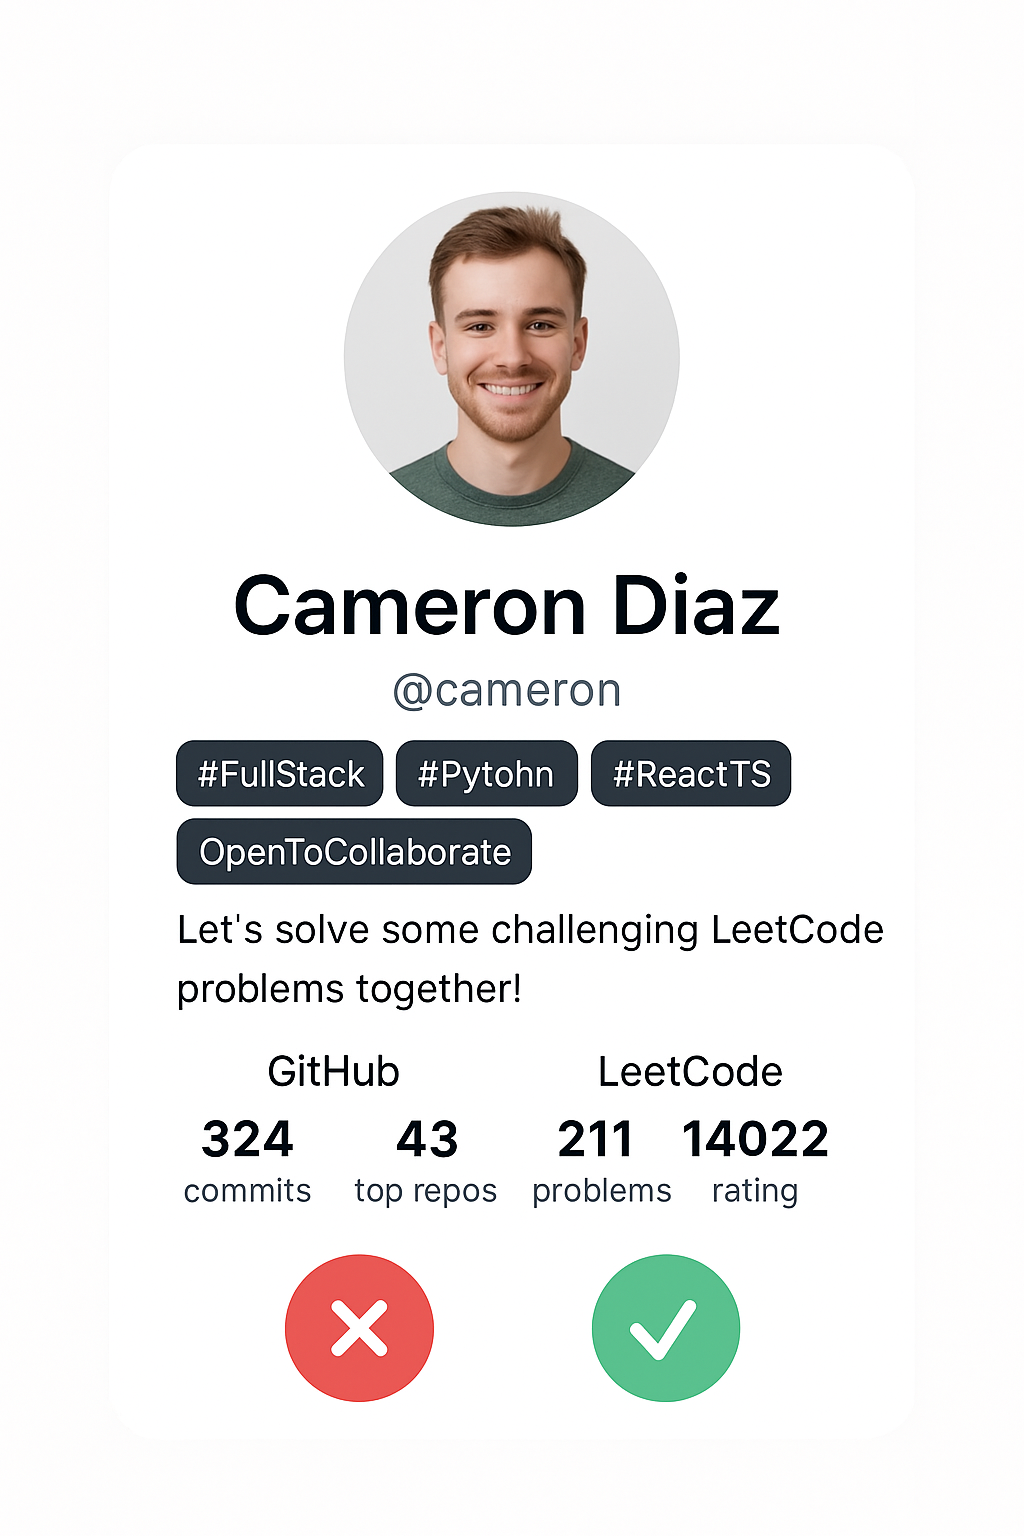 Cameron Diaz
@cameron
#FullStack #Pytohn #ReactTS
OpenToCollaborate
Let's solve some challenging LeetCode
problems together!
GitHub LeetCode
324 43 211 14022
commits top repos problems rating